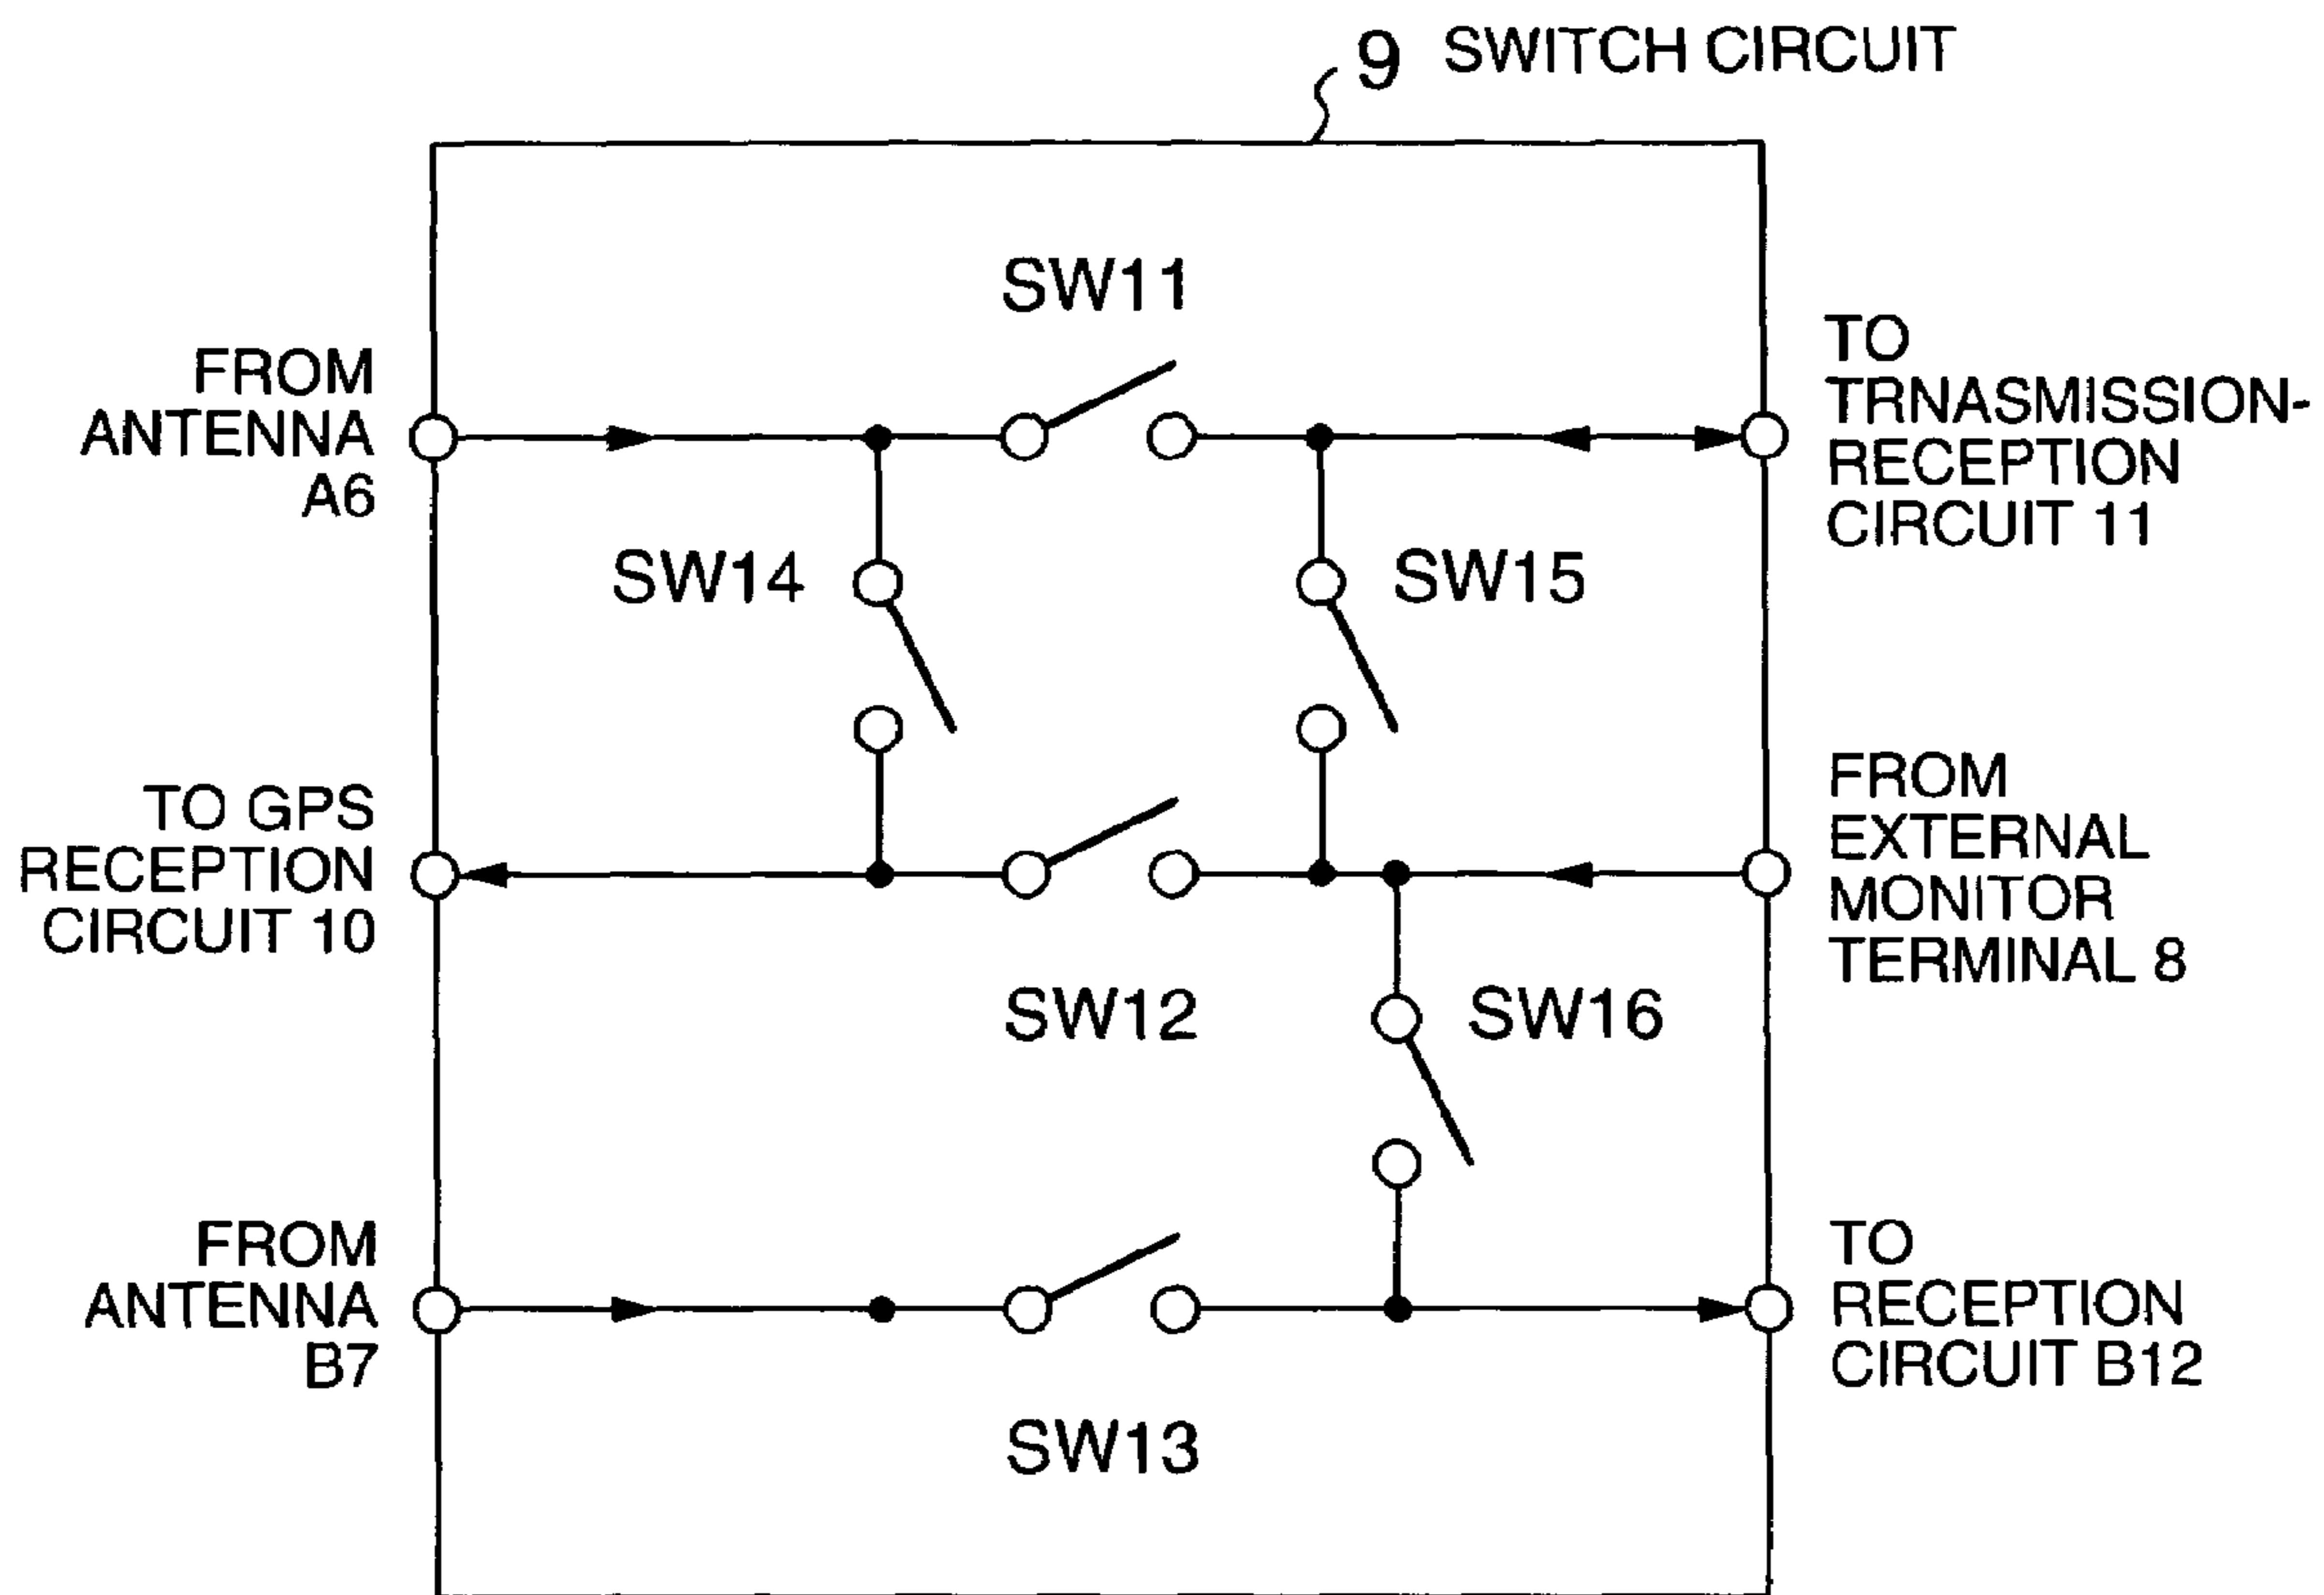 9 SWITCH CIRCUIT
SW11
FROM
ANTENNA
A6
TO
TRNASMISSION-
RECEPTION
CIRCUIT 11
SW14
SW15
TO GPS
RECEPTION
CIRCUIT 10
FROM
EXTERNAL
MONITOR
TERMINAL 8
SW12
SW16
FROM
ANTENNA
B7
TO
RECEPTION
CIRCUIT B12
SW13